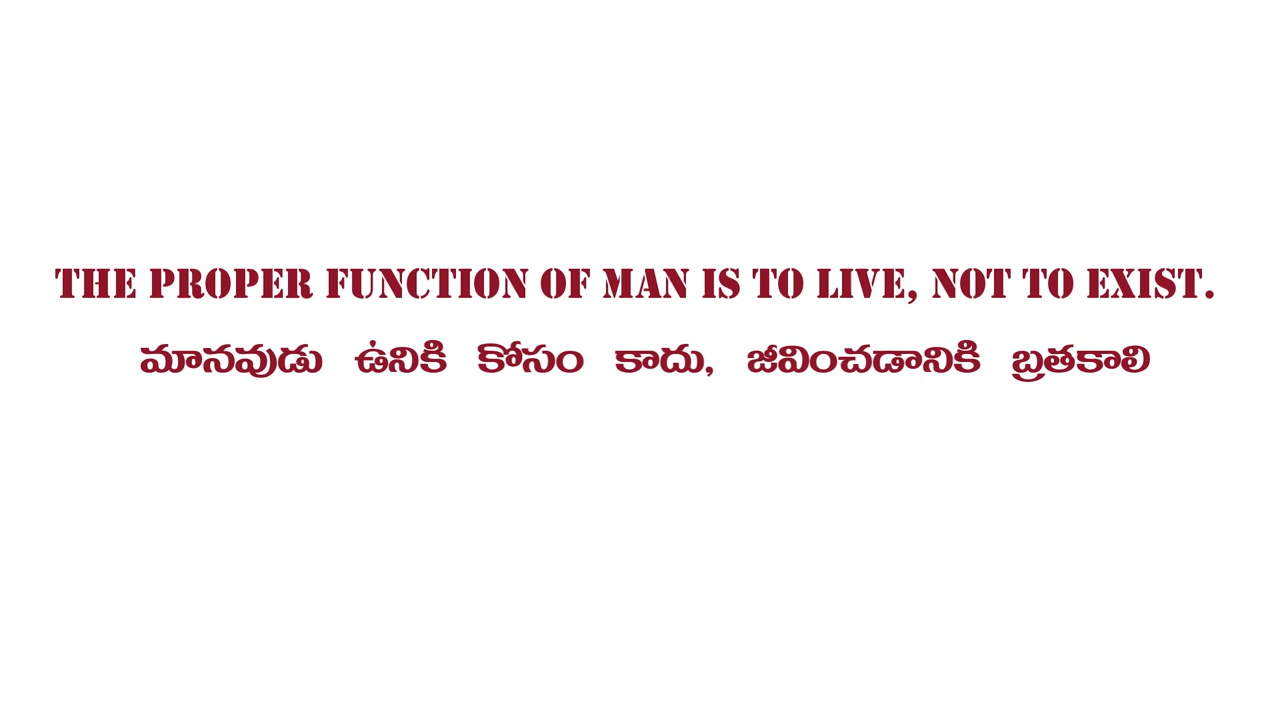 THE PROPER FUNCTION OF MAN IS TO LIVE, NOT TO EXIST.
మానవుడు ఉనికి కోసం కాదు, జీవించడానికి బ్రతకాలి